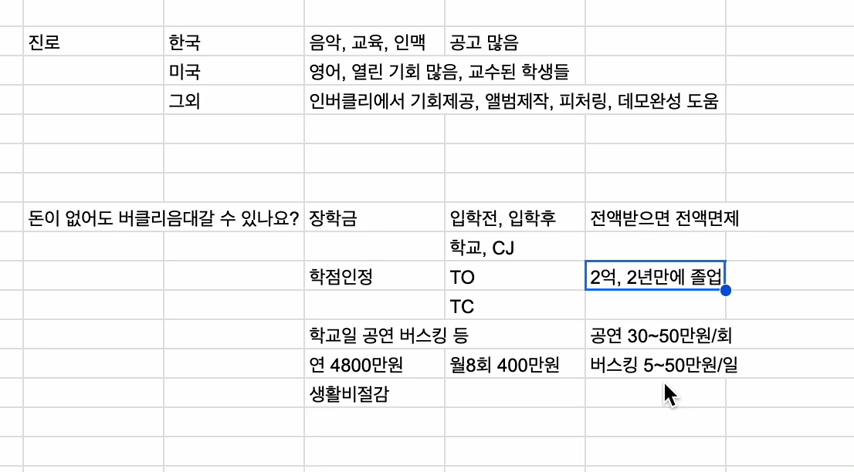 진로 한국 음악, 교육, 인맥 공고 많음
미국 영어, 열린 기회 많음, 교수된 학생들
그외 인버클리에서 기회제공, 앨범제작, 피처링, 데모완성 도움
돈이 없어도 버클리음대갈 수 있나요? 장학금 입학전, 입학후 전액받으면 전액면제
학교, CJ
학점인정 TO 2억, 2년만에 졸업
TC
학교일 공연 버스킹 등 공연 30~50만원/회
연 4800만원 월8회 400만원 버스킹 5~50만원/일
생활비절감